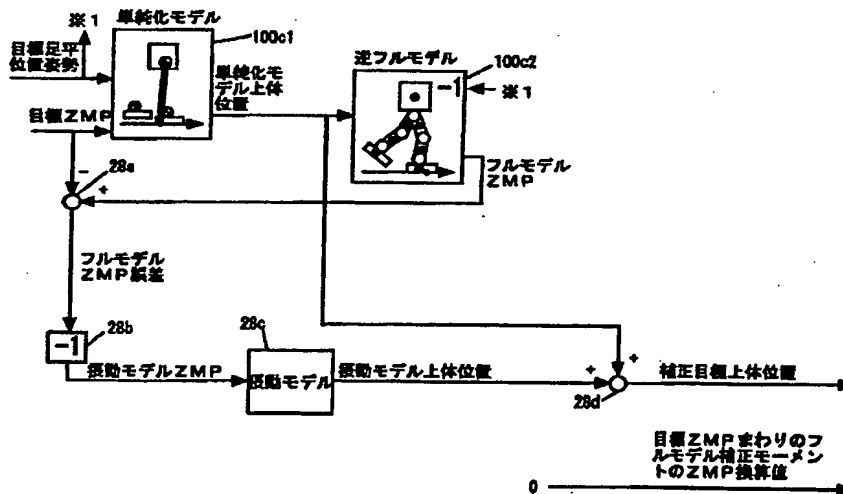 ※1
単純化モデル
100c1
目標足平
位置姿勢
単純化モ
デル上体
位置
逆フルモデル
100c2
-1
※1
目標ZMP
フルモデル
ZMP
-
28a
+
フルモデル
ZMP誤差
28b
-1
28c
摂動モデルZMP
摂動モデル
摂動モデル上体位置
+
+
28d
補正目標上体位置
目標ZMPまわりのフ
ルモデル補正モーメン
トのZMP換算値
0